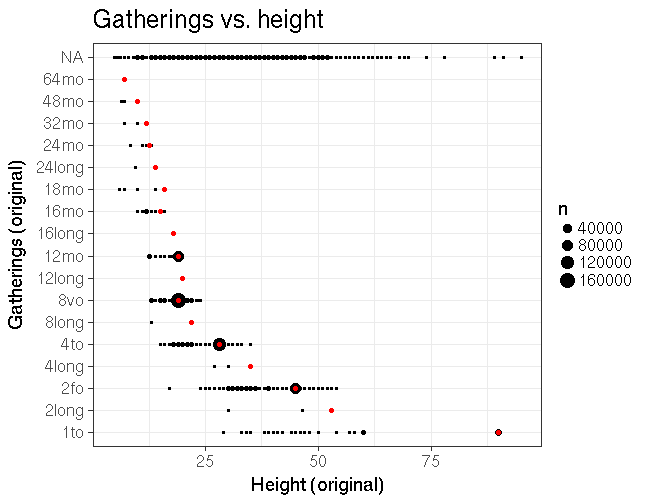 Gatherings vs. height
Gatherings (original)
NA
64mo
48mo
32mo
24mo
24long
18mo
16mo
16long
12mo
12long
8vo
8long
4to
4long
2fo
2long
1to
25
50
75
Height (original)
n
40000
80000
120000
160000